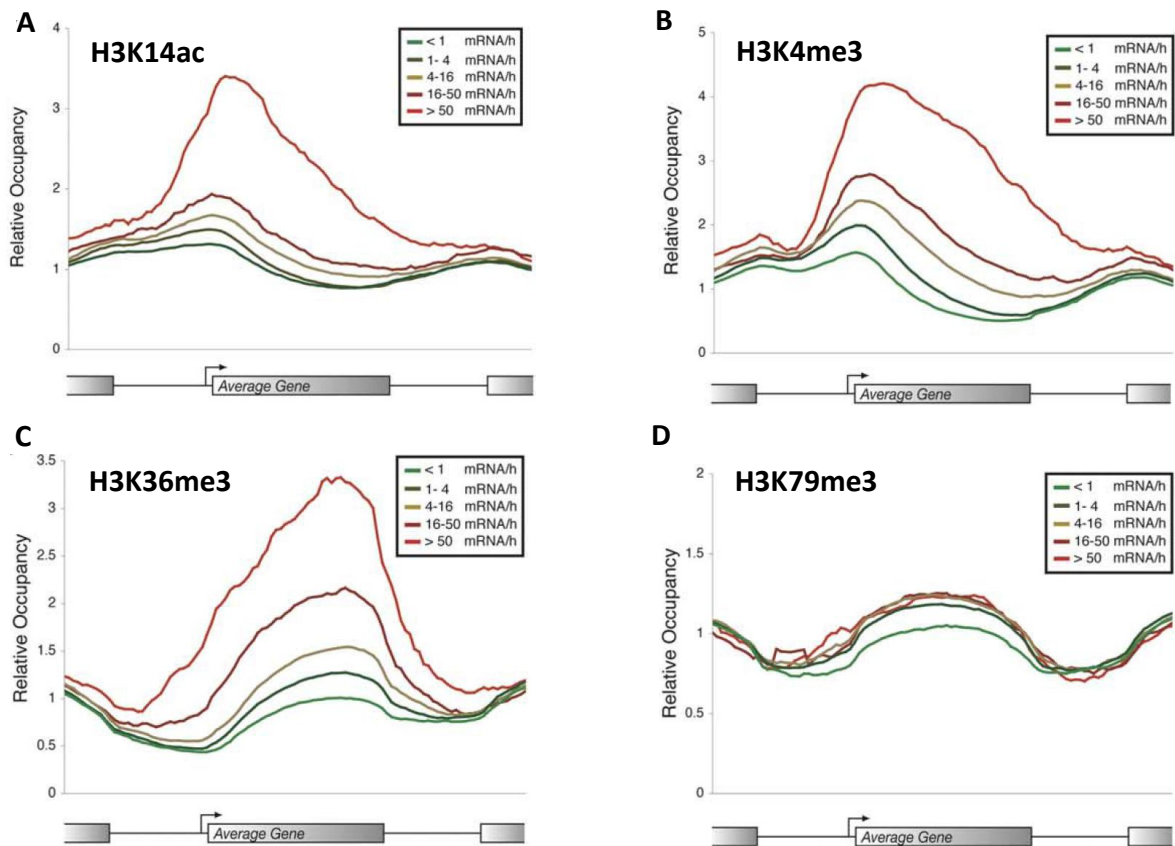 A
H3K14ac
Relative Occupancy
4
3
2
1
0
< 1 mRNA/h
1- 4 mRNA/h
4-16 mRNA/h
16-50 mRNA/h
> 50 mRNA/h
Average Gene
B
H3K4me3
Relative Occupancy
5
4
3
2
1
0
< 1 mRNA/h
1- 4 mRNA/h
4-16 mRNA/h
16-50 mRNA/h
> 50 mRNA/h
Average Gene
C
H3K36me3
Relative Occupancy
3.5
3
2.5
2
1.5
1
0.5
0
< 1 mRNA/h
1- 4 mRNA/h
4-16 mRNA/h
16-50 mRNA/h
> 50 mRNA/h
Average Gene
D
H3K79me3
Relative Occupancy
2
1.5
1
0.5
0
< 1 mRNA/h
1- 4 mRNA/h
4-16 mRNA/h
16-50 mRNA/h
> 50 mRNA/h
Average Gene